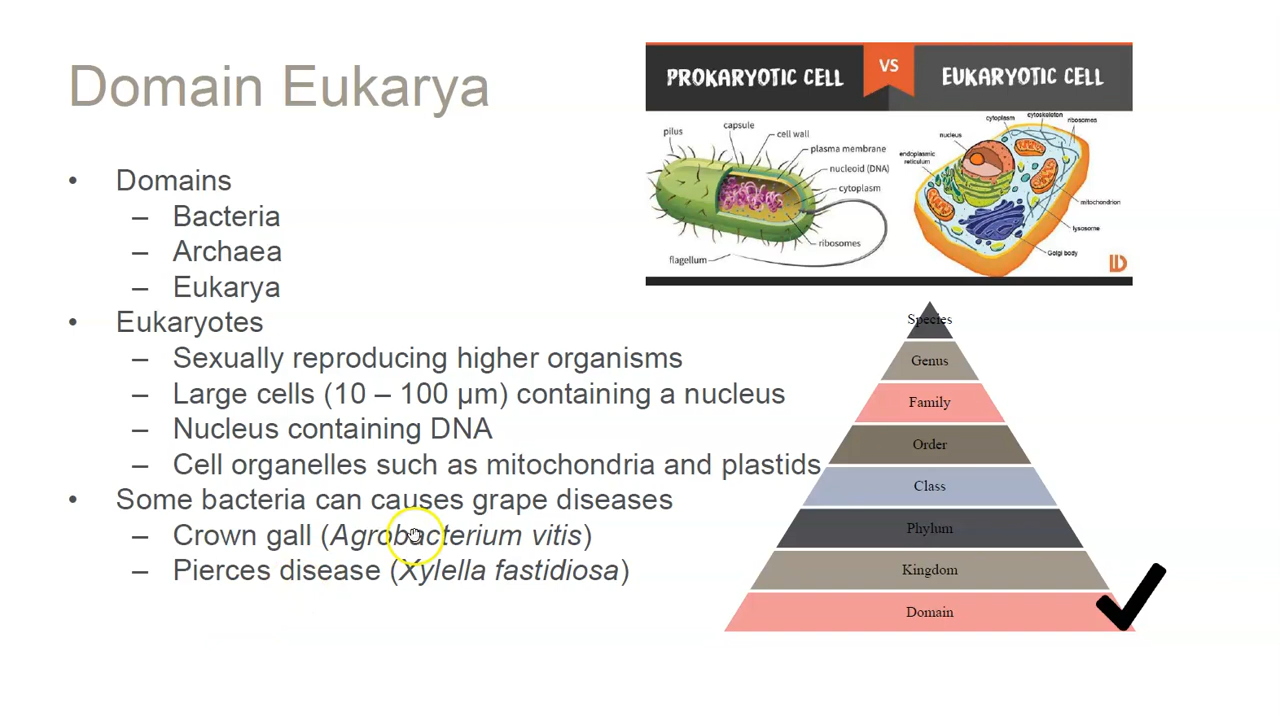 Domain Eukarya
• Domains
– Bacteria
– Archaea
– Eukarya
• Eukaryotes
– Sexually reproducing higher organisms
– Large cells (10 – 100 µm) containing a nucleus
– Nucleus containing DNA
– Cell organelles such as mitochondria and plastids
• Some bacteria can causes grape diseases
– Crown gall (Agrobacterium vitis)
– Pierces disease (Xylella fastidiosa)
PROKARYOTIC CELL VS EUKARYOTIC CELL
pilus
capsule
cell wall
plasma membrane
nucleoid (DNA)
cytoplasm
ribosomes
flagellum
cytoplasm
cytoskeleton
ribosomes
nucleus
endoplasmic
reticulum
mitochondrion
lysosome
Golgi body
Species
Genus
Family
Order
Class
Phylum
Kingdom
Domain